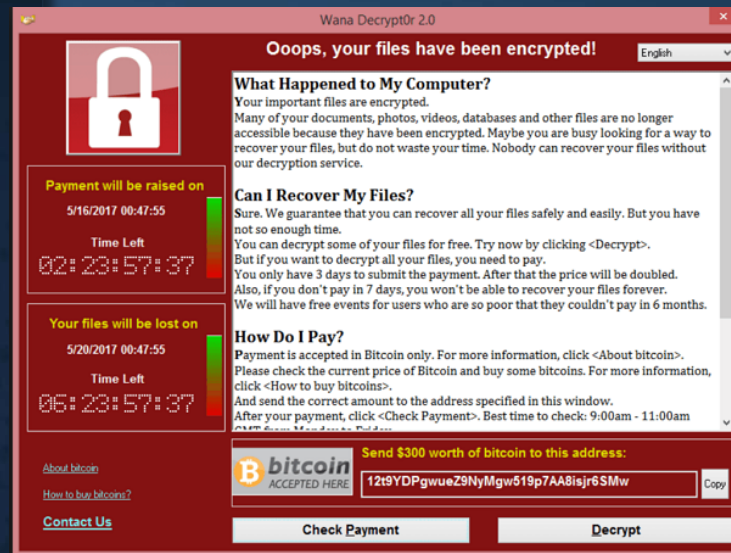 Wana Decrypt0r 2.0
Ooops, your files have been encrypted!
English
What Happened to My Computer?
Your important files are encrypted.
Many of your documents, photos, videos, databases and other files are no longer
accessible because they have been encrypted. Maybe you are busy looking for a way to
recover your files, but do not waste your time. Nobody can recover your files without
our decryption service.
Can I Recover My Files?
Sure. We guarantee that you can recover all your files safely and easily. But you have
not so enough time.
You can decrypt some of your files for free. Try now by clicking <Decrypt>.
But if you want to decrypt all your files, you need to pay.
You only have 3 days to submit the payment. After that the price will be doubled.
Also, if you don't pay in 7 days, you won't be able to recover your files forever.
We will have free events for users who are so poor that they couldn't pay in 6 months.
How Do I Pay?
Payment is accepted in Bitcoin only. For more information, click <About bitcoin>.
Please check the current price of Bitcoin and buy some bitcoins. For more information,
click <How to buy bitcoins>.
And send the correct amount to the address specified in this window.
After your payment, click <Check Payment>. Best time to check: 9:00am - 11:00am
GMT from Monday to Friday.
Payment will be raised on
5/16/2017 00:47:55
Time Left
02:23:57:37
Your files will be lost on
5/20/2017 00:47:55
Time Left
06:23:57:37
About bitcoin
How to buy bitcoins?
Contact Us
bitcoin
ACCEPTED HERE
Send $300 worth of bitcoin to this address:
12t9YDPgwueZ9NyMgw519p7AA8isjr6SMw
Copy
Check Payment
Decrypt